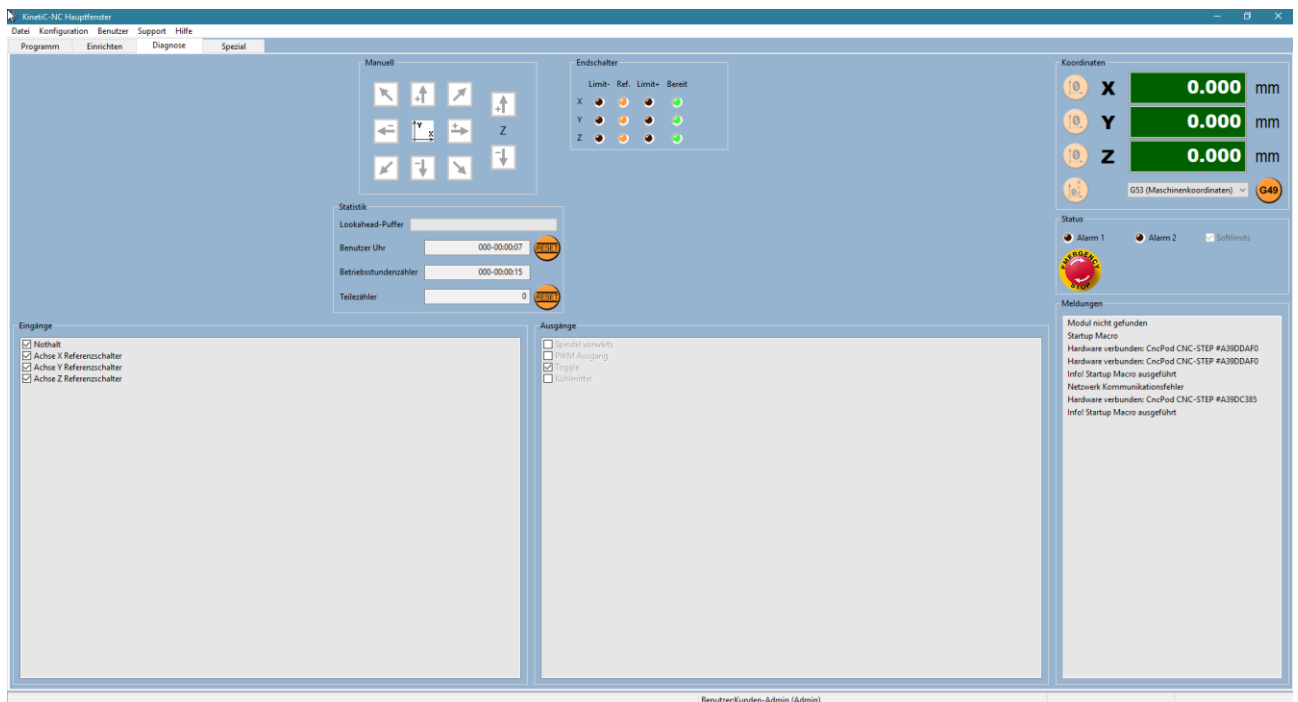 KinetiC-NC Hauptfenster
Datei Konfiguration Benutzer Support Hilfe
Programm Einrichten Diagnose Spezial
Manuell
+
Y
X
- +
-
+
Z
-
Endschalter
Limit- Ref. Limit+ Bereit
X
Y
Z
Koordinaten
0 X 0.000 mm
0 Y 0.000 mm
0 Z 0.000 mm
0 G53 (Maschinenkoordinaten) G49
Statistik
Lookahead-Puffer
Benutzer Uhr 000-00:00:07 RESET
Betriebsstundenzähler 000-00:00:15
Teilezähler 0 RESET
Status
Alarm 1 Alarm 2 Softlimits
EMERGENCY
STOP
Eingänge
Nothalt
Achse X Referenzschalter
Achse Y Referenzschalter
Achse Z Referenzschalter
Ausgänge
Spindel vorwärts
PWM Ausgang
Toggle
Kühlmittel
Meldungen
Modul nicht gefunden
Startup Macro
Hardware verbunden: CncPod CNC-STEP #A39DDAF0
Hardware verbunden: CncPod CNC-STEP #A39DDAF0
Info! Startup Macro ausgeführt
Netzwerk Kommunikationsfehler
Hardware verbunden: CncPod CNC-STEP #A39DC385
Info! Startup Macro ausgeführt
Benutzer:Kunden-Admin (Admin)